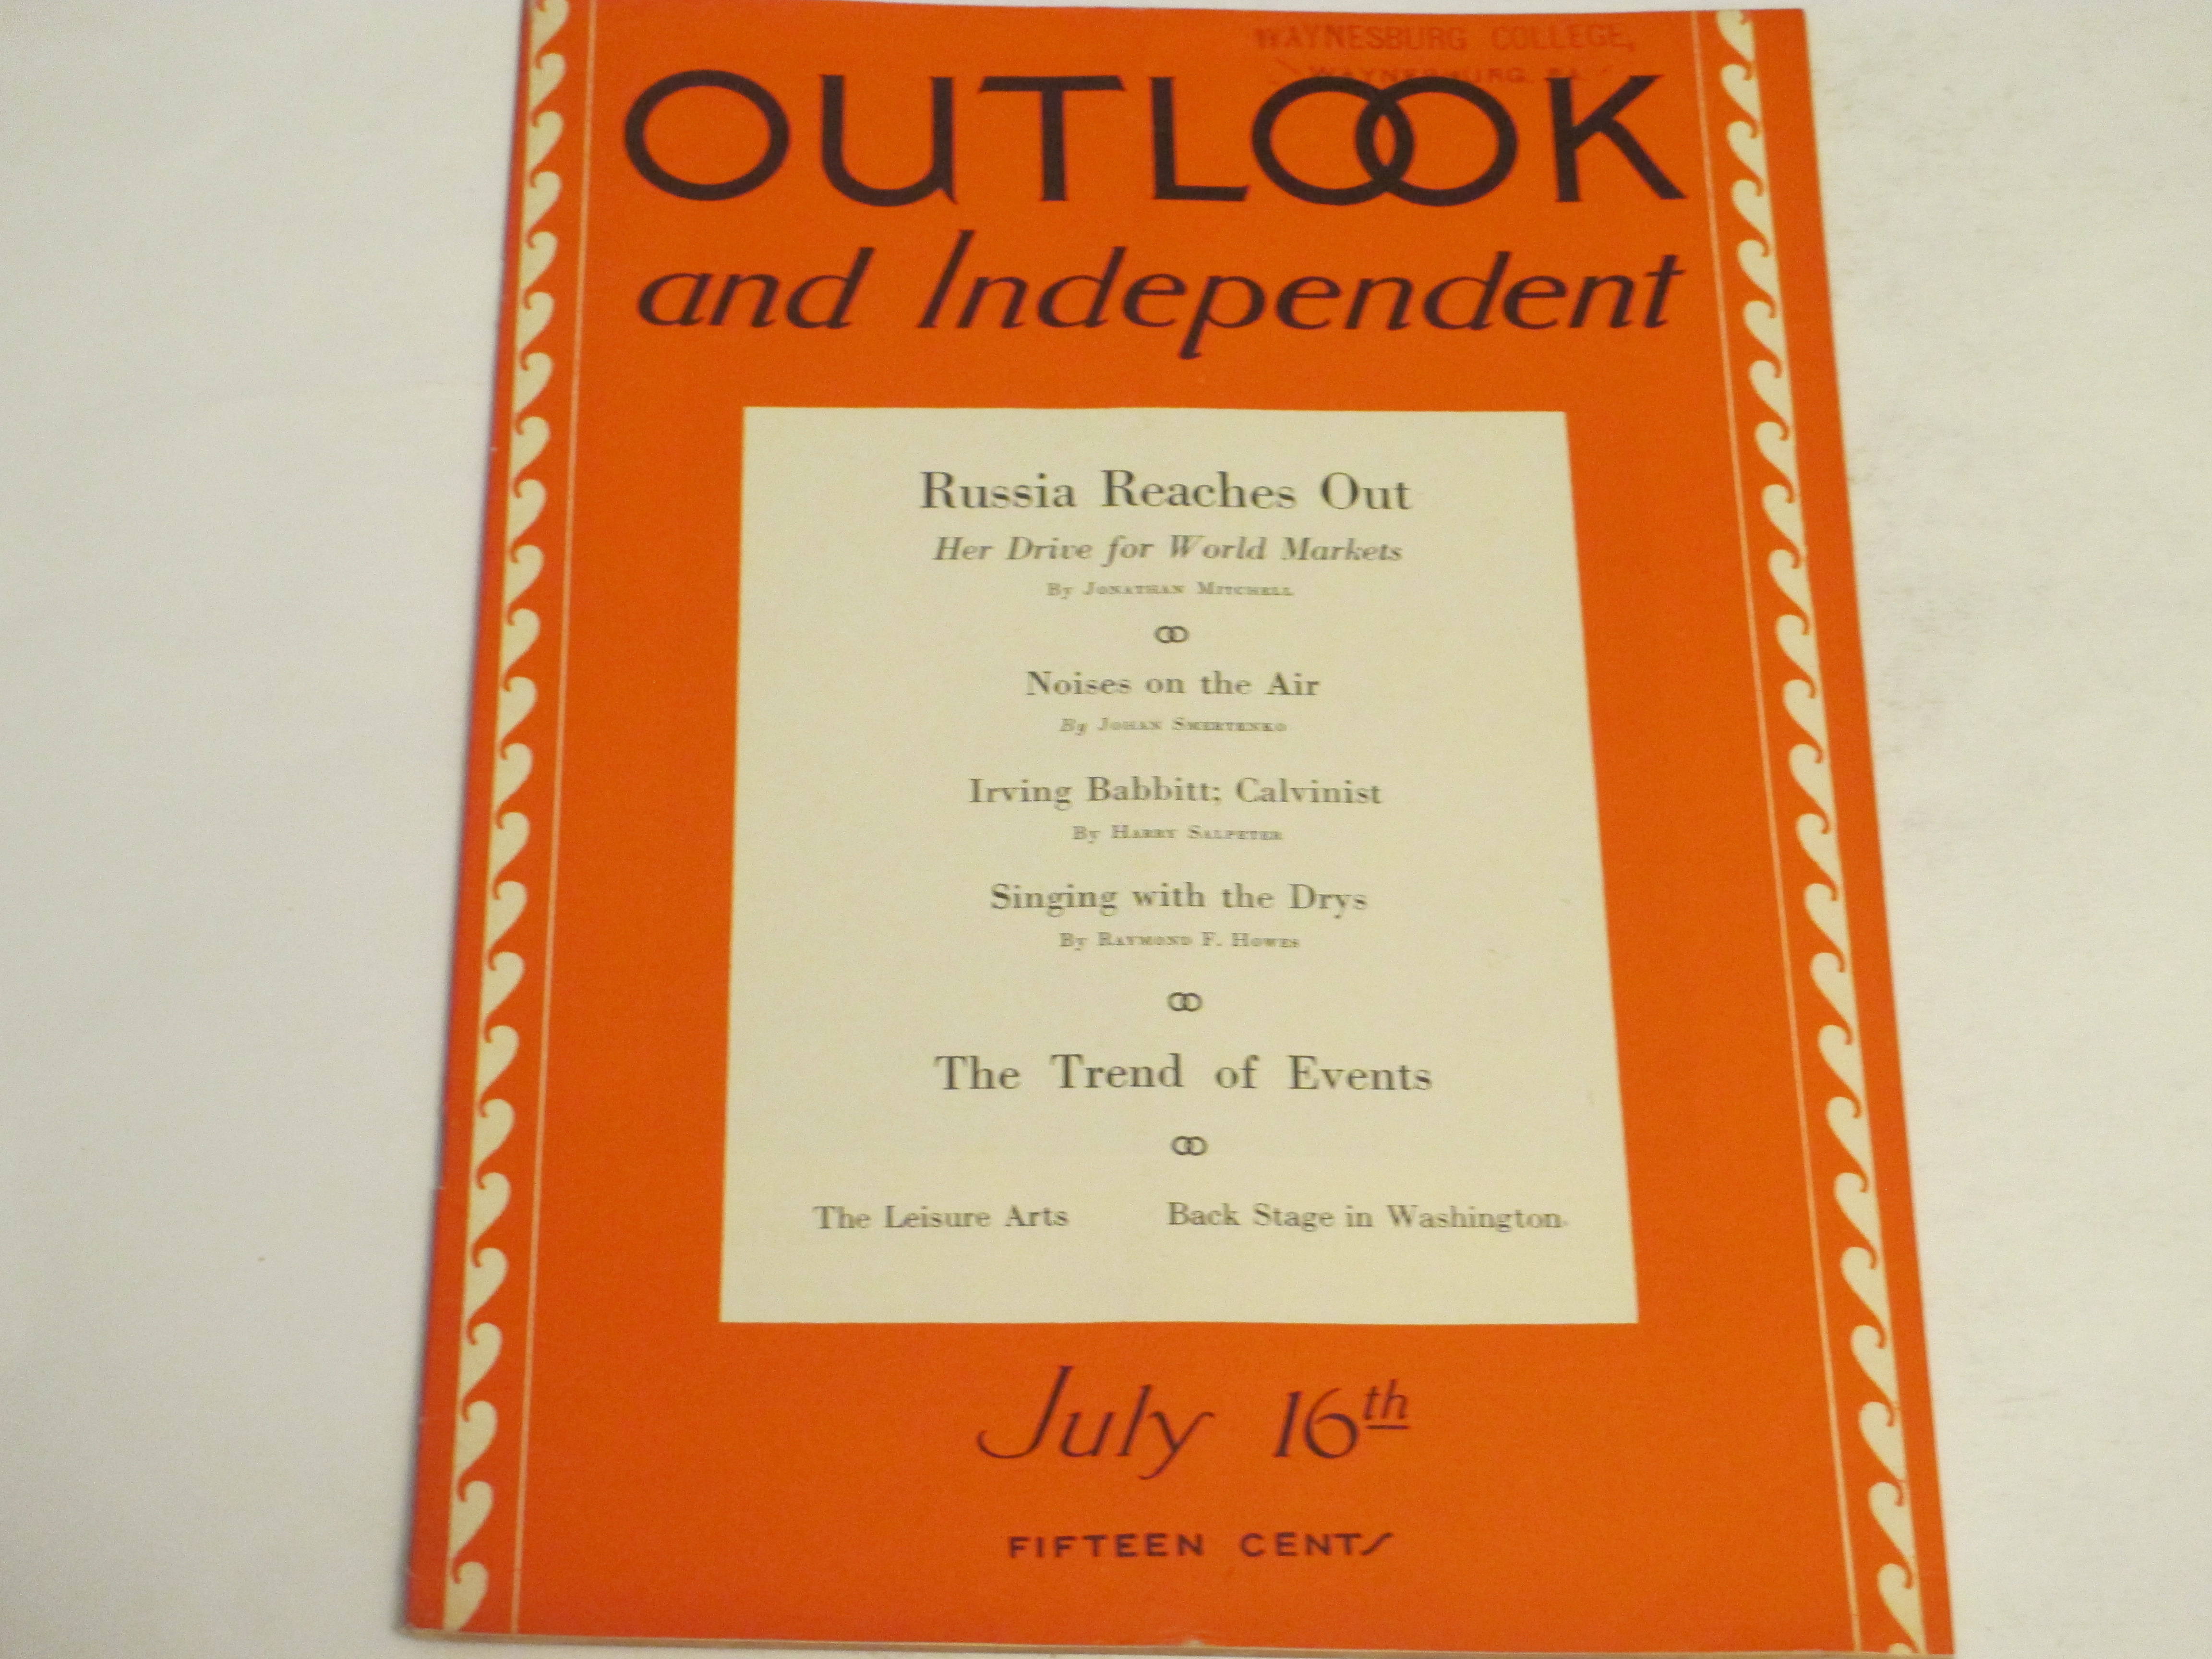 WAYNESBURG COLLEGE,
WAYNESBURG, PA.
OUTLOOK
and Independent
Russia Reaches Out
Her Drive for World Markets
By Jonathan Mitchell
Noises on the Air
By Johan Smertenko
Irving Babbitt: Calvinist
By Harry Salpeter
Singing with the Drys
By Raymond F. Howes
The Trend of Events
The Leisure Arts Back Stage in Washington
July 16th
FIFTEEN CENTS